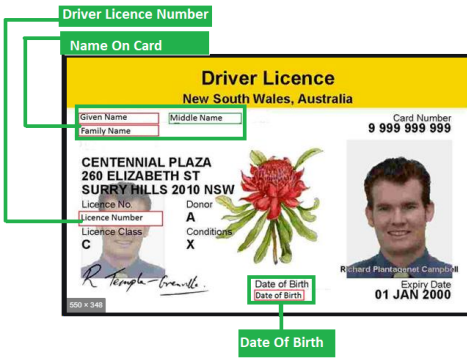 Driver Licence Number
Name On Card
Driver Licence
New South Wales, Australia
Given Name Middle Name
Family Name
Card Number
9 999 999 999
CENTENNIAL PLAZA
260 ELIZABETH ST
SURRY HILLS 2010 NSW
Licence No. Donor
Licence Number A
Licence Class Conditions
C X
R Temple-Grenville.
Richard Plantagenet Campbell
Date of Birth Expiry Date
Date of Birth 01 JAN 2000
550 × 348
Date Of Birth